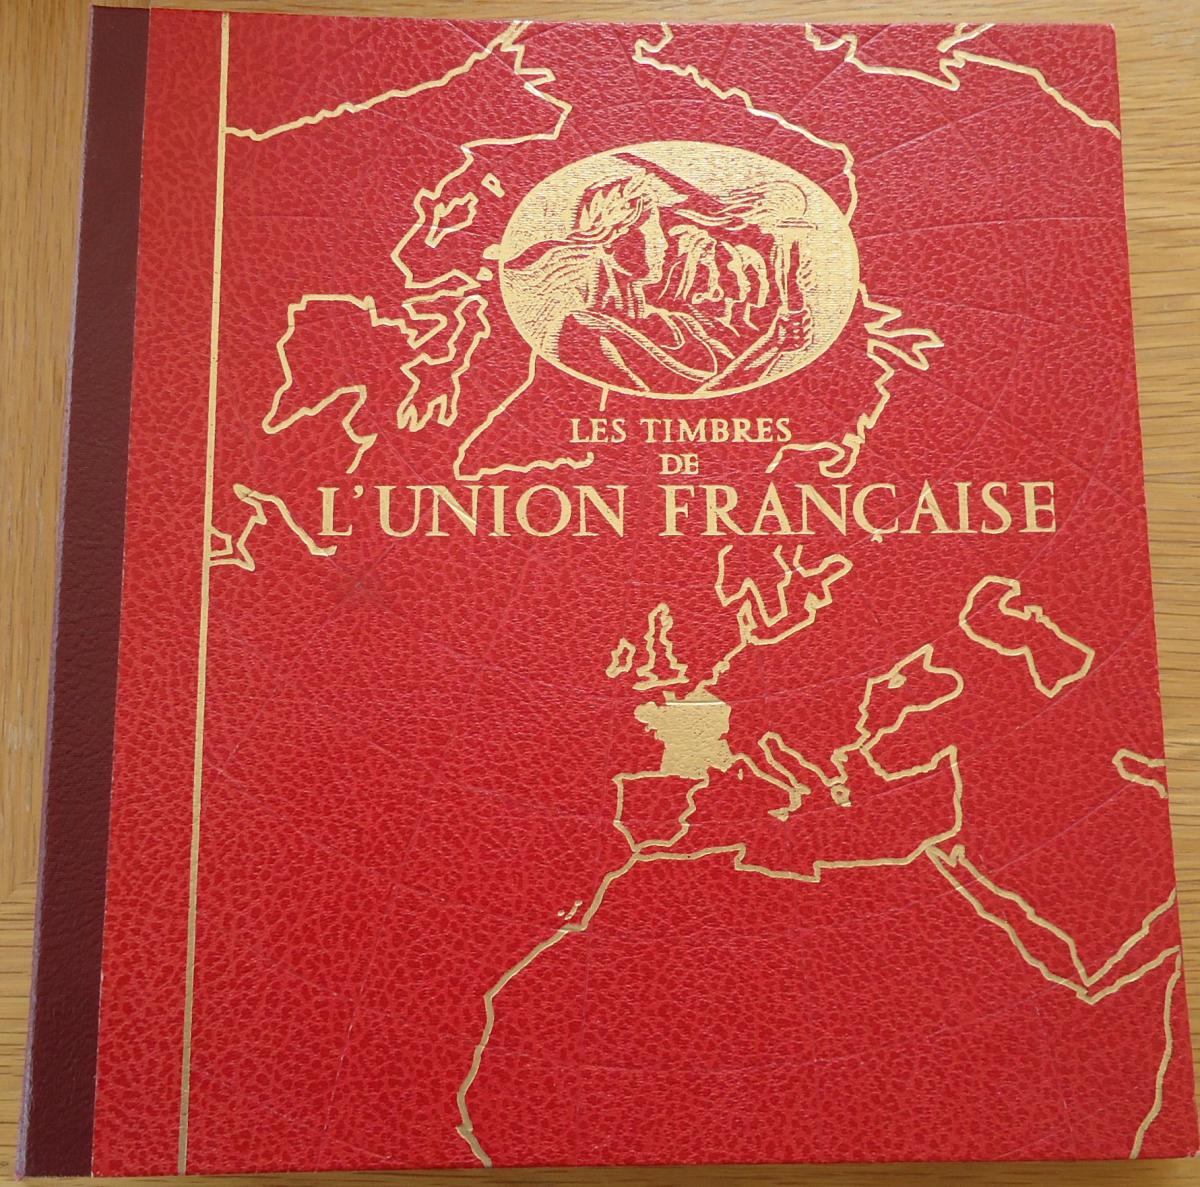 LES TIMBRES
DE
L'UNION FRANÇAISE